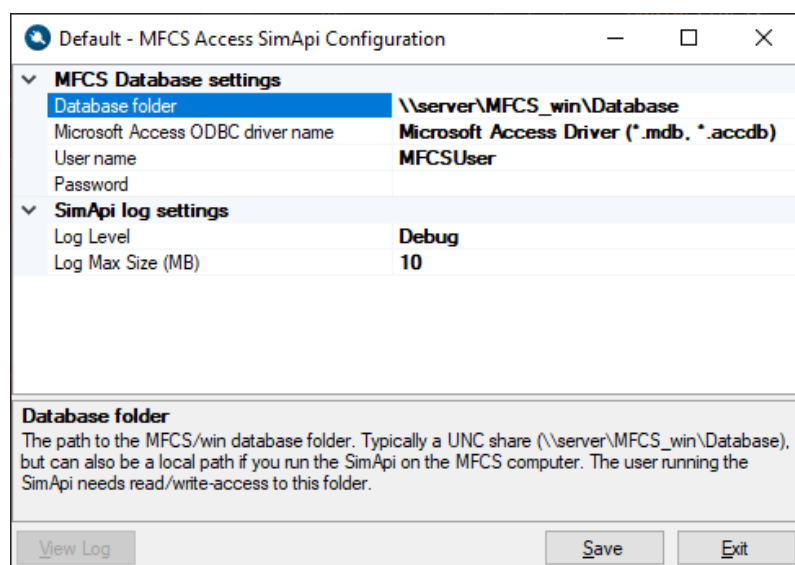 Default - MFCS Access SimApi Configuration
MFCS Database settings
Database folder \\server\MFCS_win\Database
Microsoft Access ODBC driver name Microsoft Access Driver (*.mdb, *.accdb)
User name MFCSUser
Password
SimApi log settings
Log Level Debug
Log Max Size (MB) 10
Database folder
The path to the MFCS/win database folder. Typically a UNC share (\\server\MFCS_win\Database),
but can also be a local path if you run the SimApi on the MFCS computer. The user running the
SimApi needs read/write-access to this folder.
View Log Save Exit